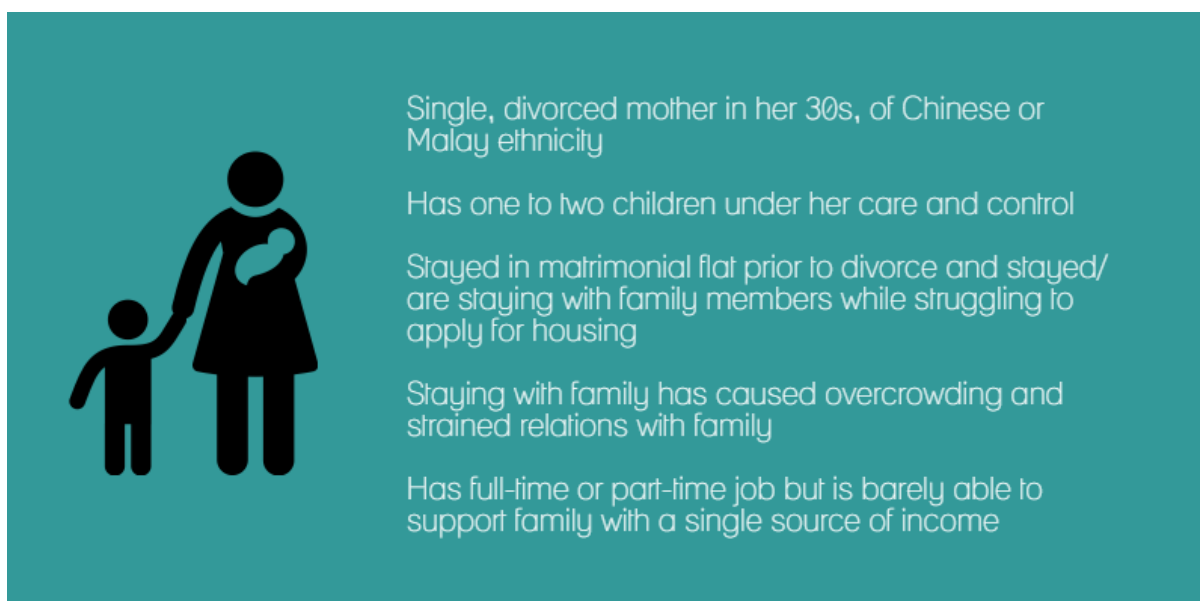 Single, divorced mother in her 30s, of Chinese or
Malay ethnicity
Has one to two children under her care and control
Stayed in matrimonial flat prior to divorce and stayed/
are staying with family members while struggling to
apply for housing
Staying with family has caused overcrowding and
strained relations with family
Has full-time or part-time job but is barely able to
support family with a single source of income